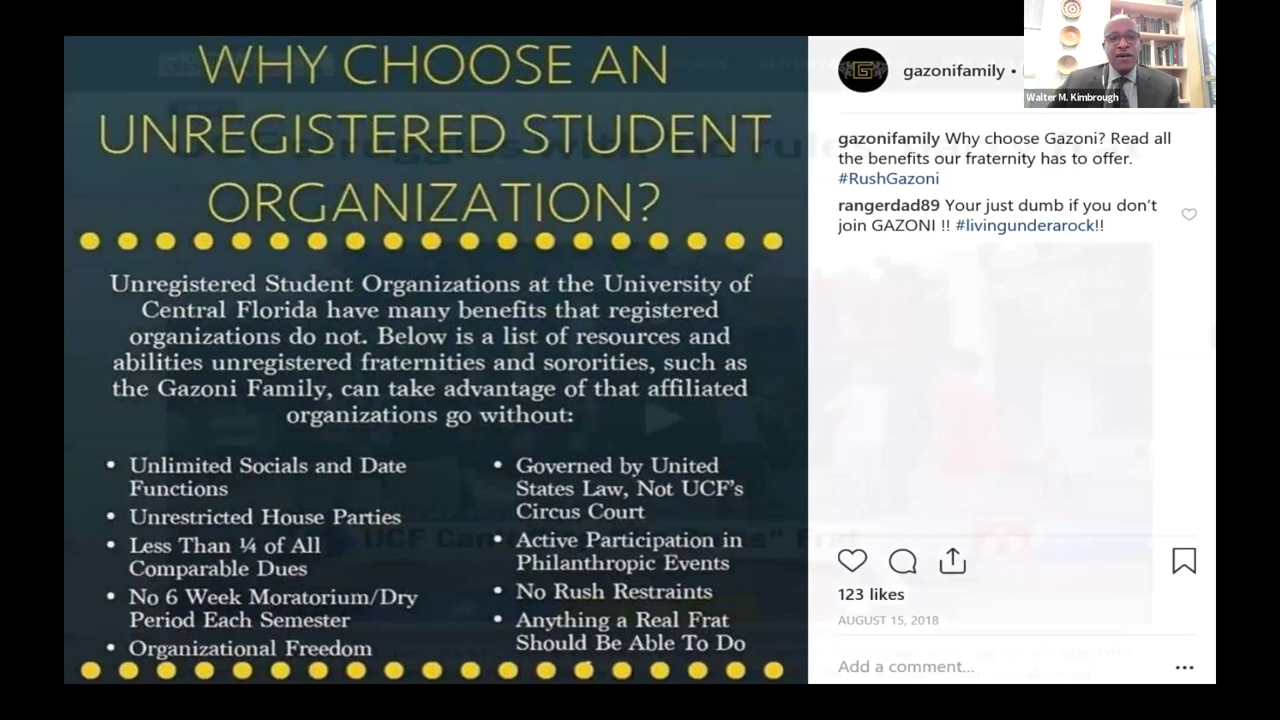 WHY CHOOSE AN
UNREGISTERED STUDENT
ORGANIZATION?
Unregistered Student Organizations at the University of
Central Florida have many benefits that registered
organizations do not. Below is a list of resources and
abilities unregistered fraternities and sororities, such as
the Gazoni Family, can take advantage of that affiliated
organizations go without:
• Unlimited Socials and Date
Functions
• Unrestricted House Parties
• Less Than ¼ of All
Comparable Dues
• No 6 Week Moratorium/Dry
Period Each Semester
• Organizational Freedom
• Governed by United
States Law, Not UCF's
Circus Court
• Active Participation in
Philanthropic Events
• No Rush Restraints
• Anything a Real Frat
Should Be Able To Do
G
gazonifamily •
Walter M. Kimbrough
gazonifamily Why choose Gazoni? Read all
the benefits our fraternity has to offer.
#RushGazoni
rangerdad89 Your just dumb if you don't
join GAZONI !! #livingunderarock!!
123 likes
AUGUST 15, 2018
Add a comment...